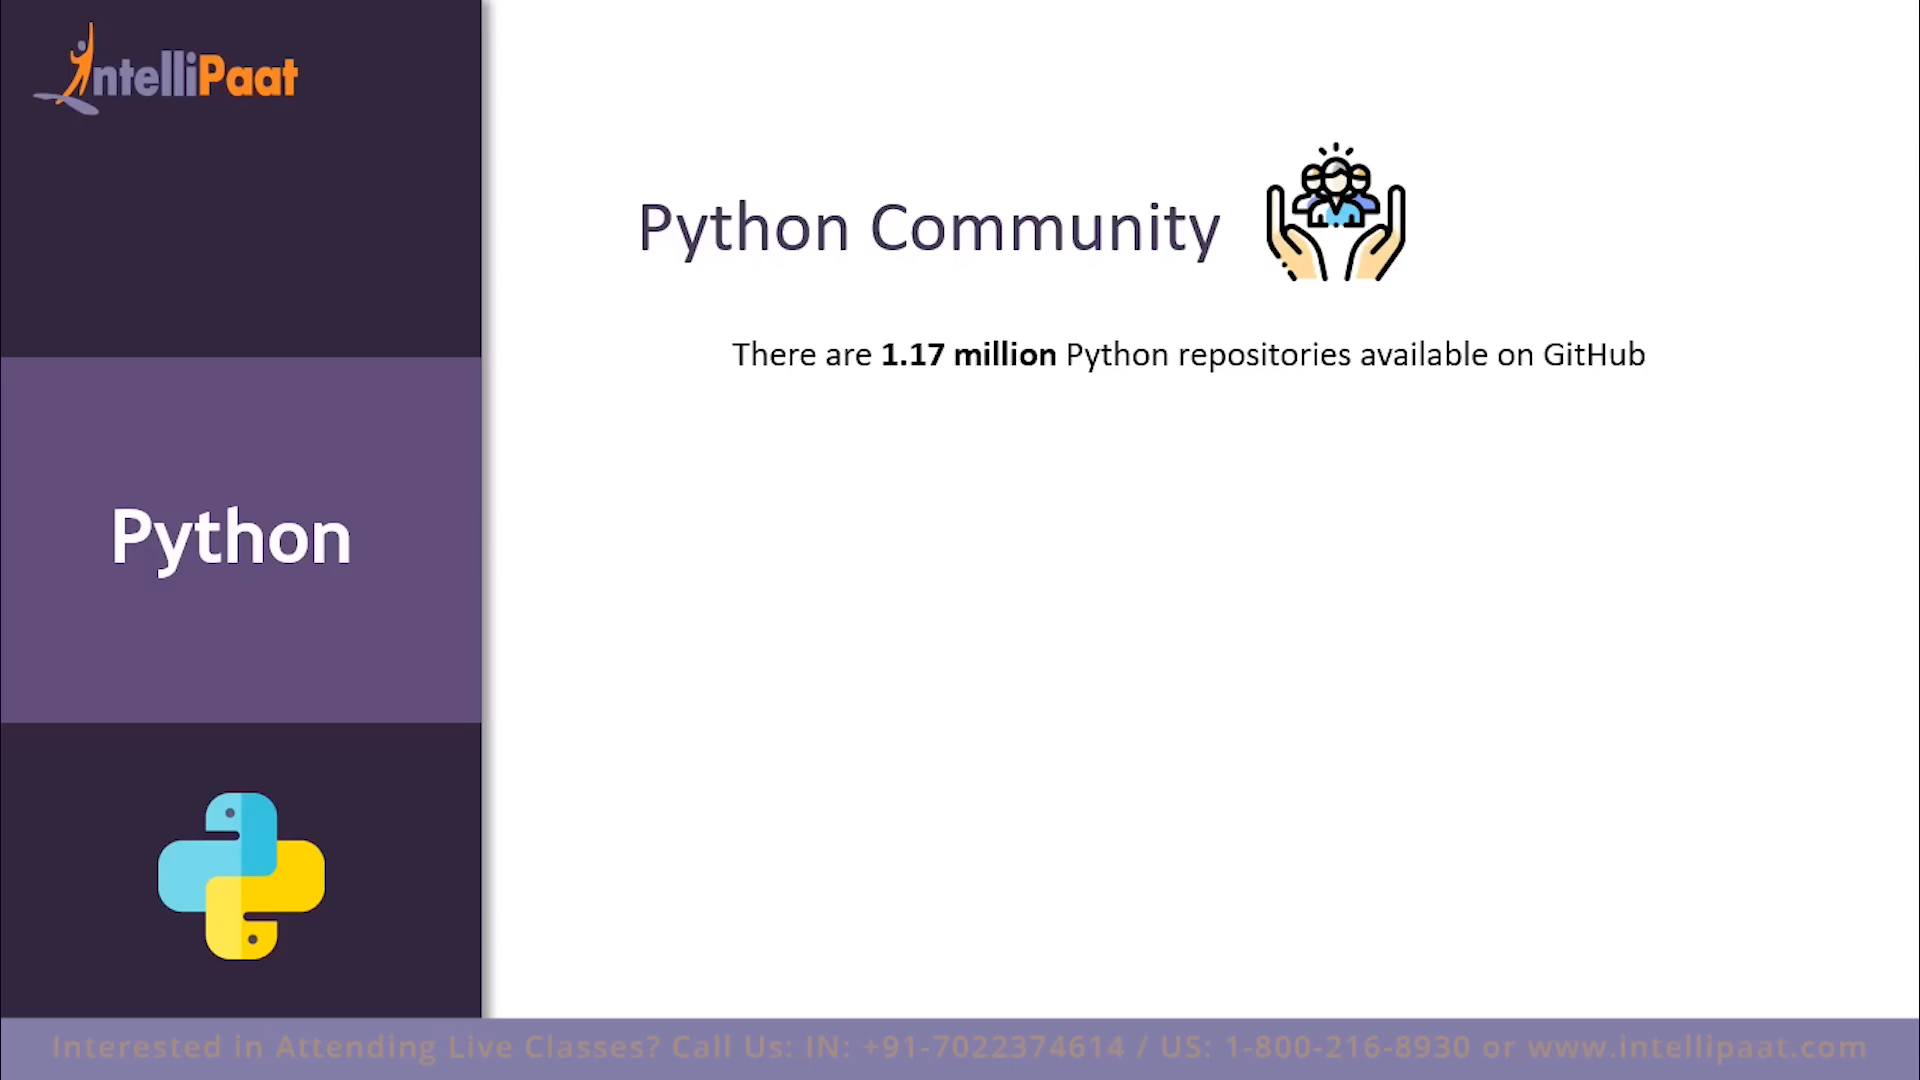 IntelliPaat
Python Community
There are 1.17 million Python repositories available on GitHub
Python
Interested in Attending Live Classes? Call Us: IN: +91-7022374614 / US: 1-800-216-8930 or www.intellipaat.com